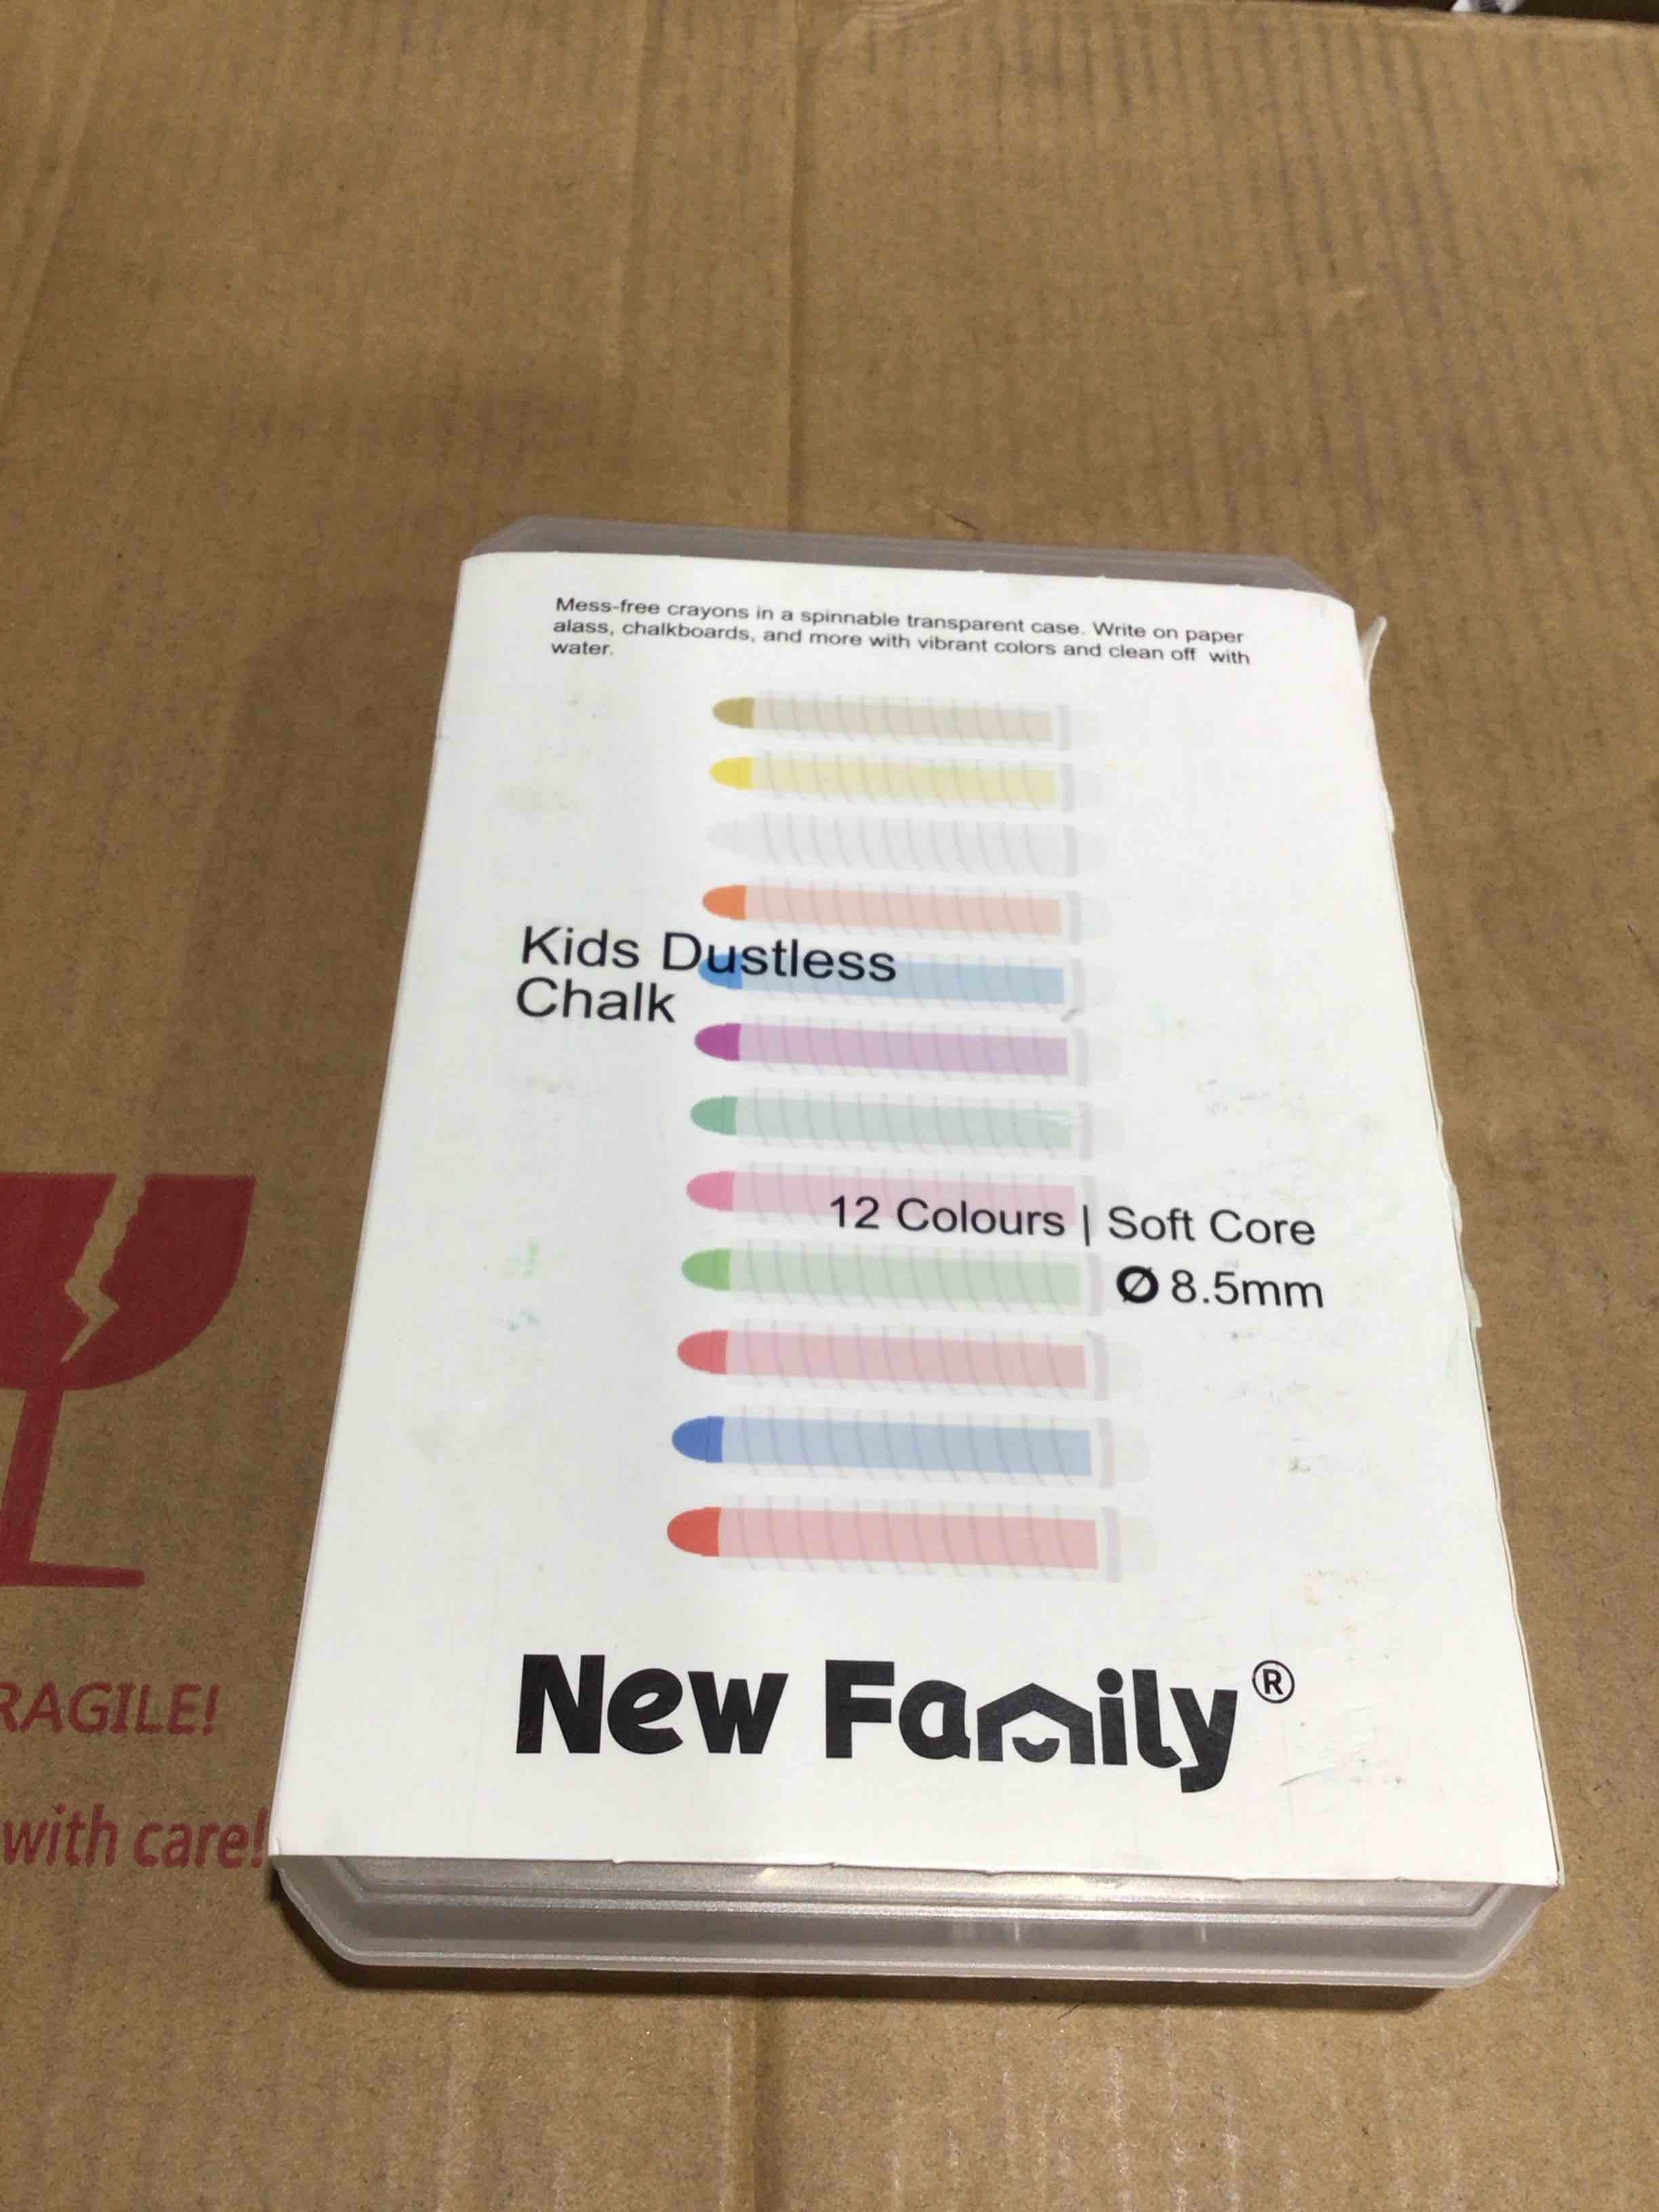 Mess-free crayons in a spinnable transparent case. Write on paper
alass, chalkboards, and more with vibrant colors and clean off with
water.
Kids Dustless
Chalk
12 Colours | Soft Core
Ø 8.5mm
New Family®
RAGILE!
with care!